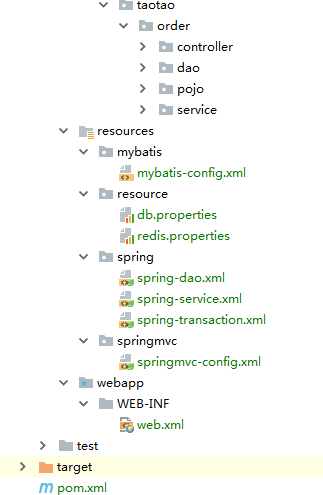 taotao
order
controller
dao
pojo
service
resources
mybatis
mybatis-config.xml
resource
db.properties
redis.properties
spring
spring-dao.xml
spring-service.xml
spring-transaction.xml
springmvc
springmvc-config.xml
webapp
WEB-INF
web.xml
test
target
pom.xml